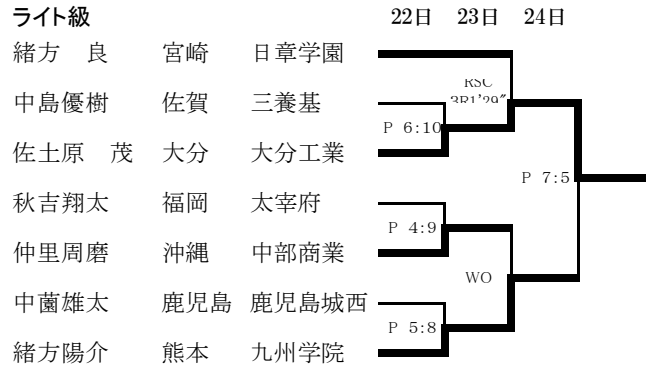 ライト級 22日 23日 24日
緒方 良 宮崎 日章学園
RSC
3R1'29"
中島優樹 佐賀 三養基
P 6:10
佐土原 茂 大分 大分工業
P 7:5
秋吉翔太 福岡 太宰府
P 4:9
仲里周磨 沖縄 中部商業
WO
中薗雄太 鹿児島 鹿児島城西
P 5:8
緒方陽介 熊本 九州学院